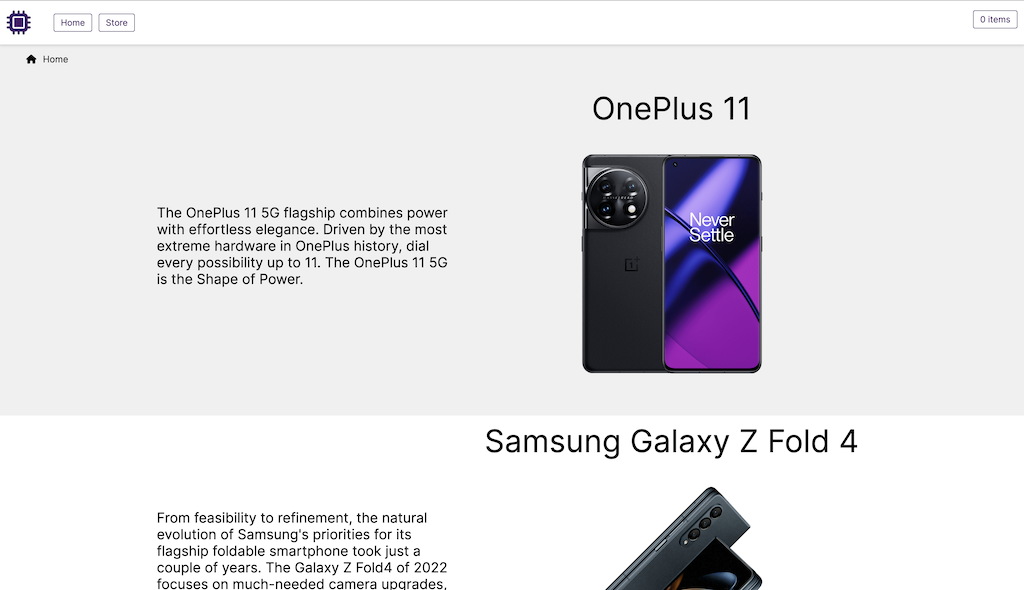 Home
Store
0 items
Home
OnePlus 11
The OnePlus 11 5G flagship combines power
with effortless elegance. Driven by the most
extreme hardware in OnePlus history, dial
every possibility up to 11. The OnePlus 11 5G
is the Shape of Power.
HASSELBLAD
Never
Settle
Samsung Galaxy Z Fold 4
From feasibility to refinement, the natural
evolution of Samsung's priorities for its
flagship foldable smartphone took just a
couple of years. The Galaxy Z Fold4 of 2022
focuses on much-needed camera upgrades,